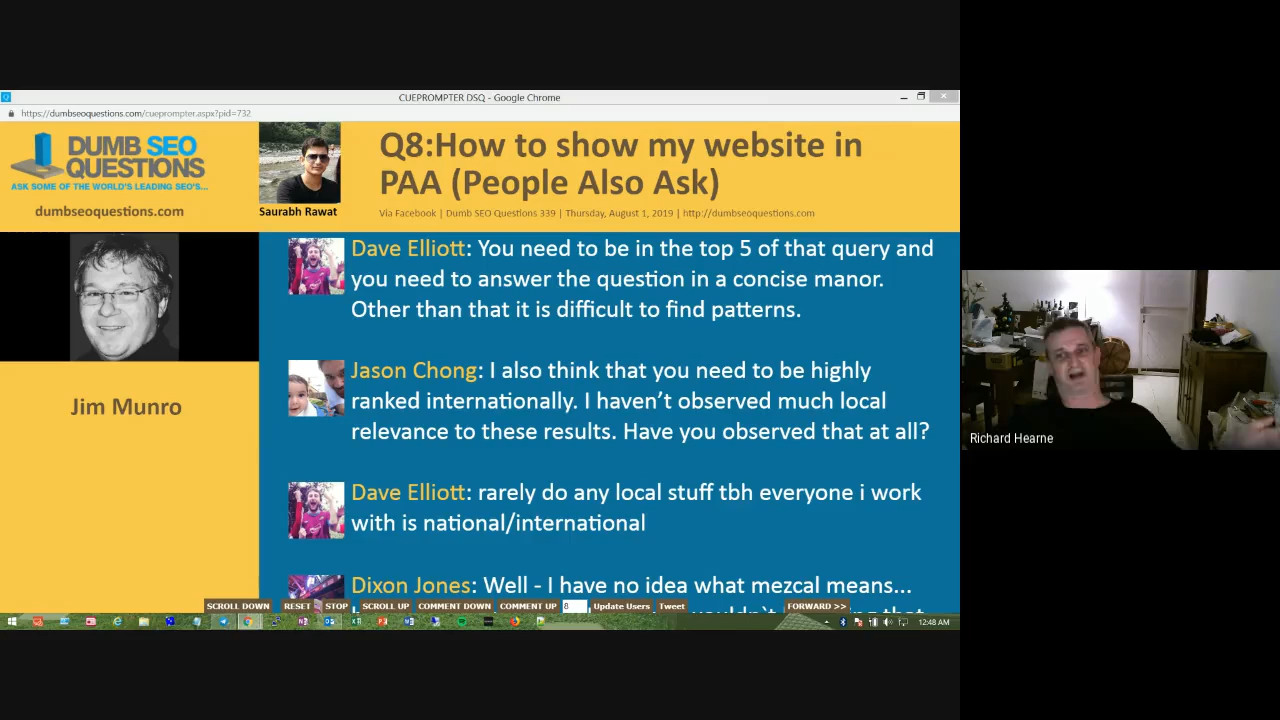 CUEPROMPTER DSQ - Google Chrome
https://dumbseoquestions.com/cueprompter.aspx?pid=732
DUMB SEO
QUESTIONS
ASK SOME OF THE WORLD'S LEADING SEO'S...
dumbseoquestions.com
Saurabh Rawat
Q8:How to show my website in
PAA (People Also Ask)
Via Facebook | Dumb SEO Questions 339 | Thursday, August 1, 2019 | http://dumbseoquestions.com
Jim Munro
Dave Elliott: You need to be in the top 5 of that query and
you need to answer the question in a concise manor.
Other than that it is difficult to find patterns.
Jason Chong: I also think that you need to be highly
ranked internationally. I haven't observed much local
relevance to these results. Have you observed that at all?
Dave Elliott: rarely do any local stuff tbh everyone i work
with is national/international
Dixon Jones: Well - I have no idea what mezcal means...
that
SCROLL DOWN RESET STOP SCROLL UP COMMENT DOWN COMMENT UP 8 Update Users Tweet FORWARD >>
12:48 AM
Richard Hearne